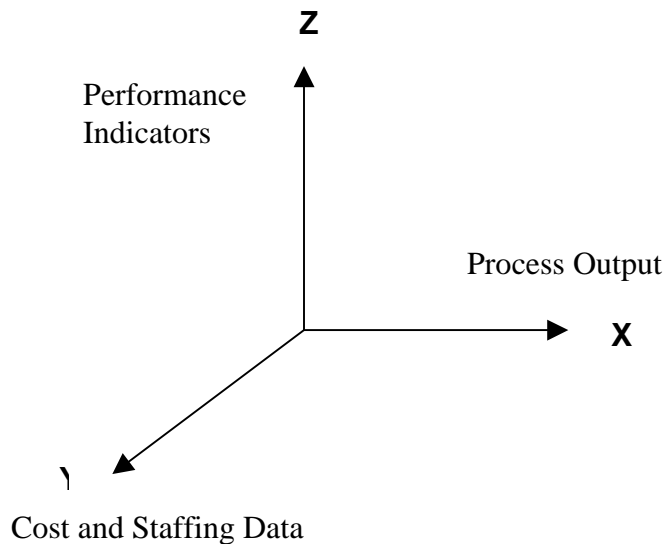 Z
Performance
Indicators
Process Output
X
Cost and Staffing Data